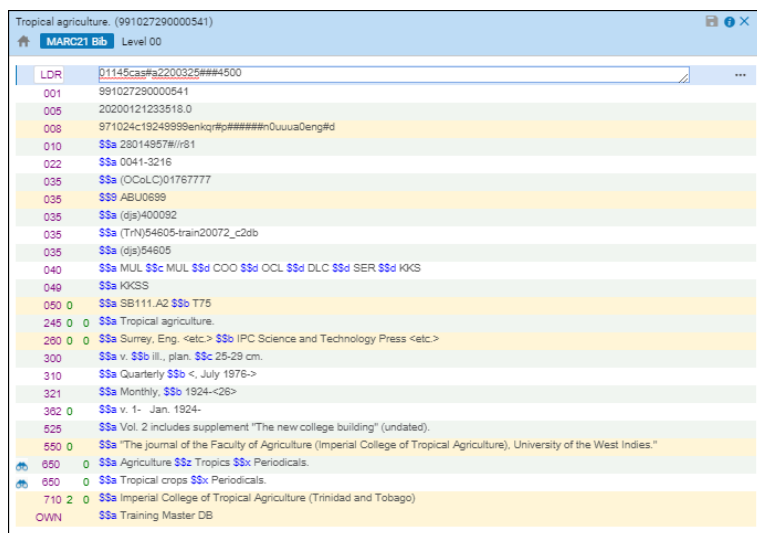 Tropical agriculture. (991027290000541)
MARC21 Bib Level 00
LDR 01145cas#a2200325###4500
001 991027290000541
005 20200121233518.0
008 971024c19249999enkqr#p######n0uuua0eng#d
010 $$a 28014957#//r81
022 $$a 0041-3216
035 $$a (OCoLC)01767777
035 $$9 ABU0699
035 $$a (djs)400092
035 $$a (TrN)54605-train20072_c2db
035 $$a (djs)54605
040 $$a MUL $$c MUL $$d COO $$d OCL $$d DLC $$d SER $$d KKS
049 $$a KKSS
050 0 $$a SB111.A2 $$b T75
245 0 0 $$a Tropical agriculture.
260 0 0 $$a Surrey, Eng. <etc.> $$b IPC Science and Technology Press <etc.>
300 $$a v. $$b ill., plan. $$c 25-29 cm.
310 $$a Quarterly $$b <, July 1976->
321 $$a Monthly, $$b 1924-<26>
362 0 $$a v. 1- Jan. 1924-
525 $$a Vol. 2 includes supplement "The new college building" (undated).
550 0 $$a "The journal of the Faculty of Agriculture (Imperial College of Tropical Agriculture), University of the West Indies."
650 0 $$a Agriculture $$z Tropics $$x Periodicals.
650 0 $$a Tropical crops $$x Periodicals.
710 2 0 $$a Imperial College of Tropical Agriculture (Trinidad and Tobago)
OWN $$a Training Master DB